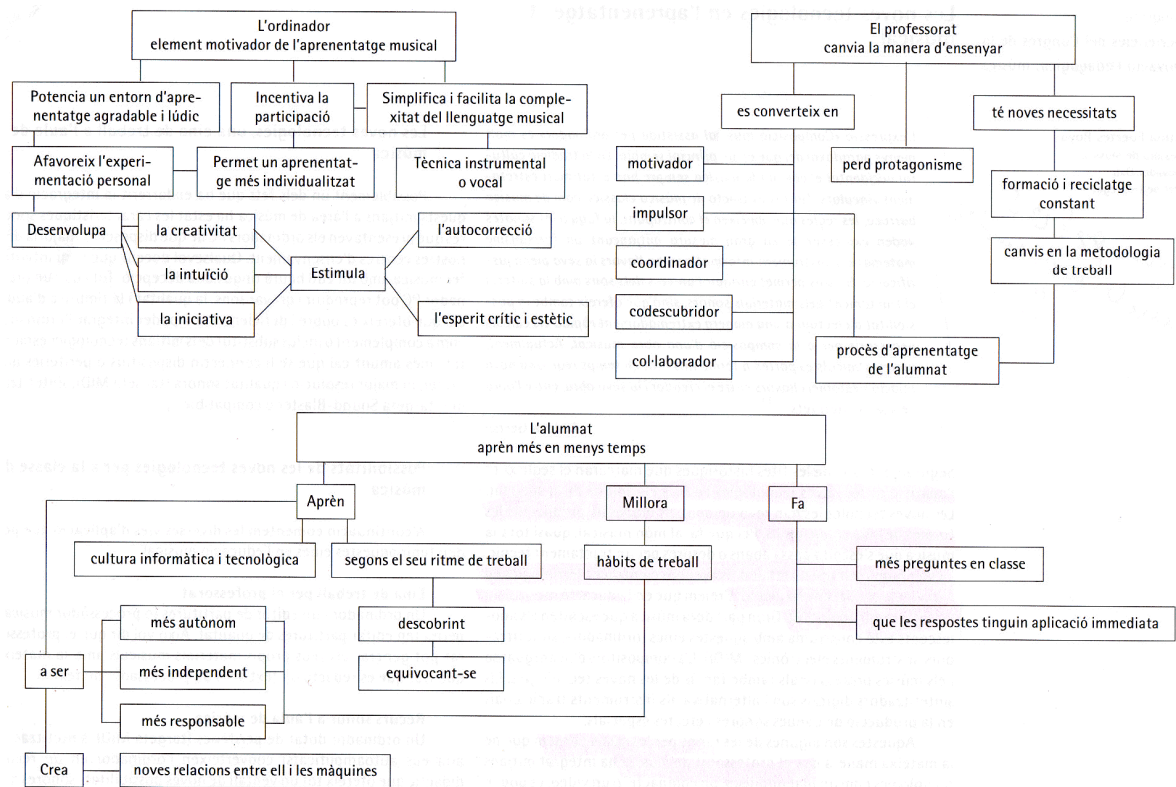 L'ordinador
element motivador de l'aprenentatge musical
Potencia un entorn d'apre-
nentatge agradable i lúdic
Incentiva la
participació
Simplifica i facilita la comple-
xitat del llenguatge musical
Afavoreix l'experi-
mentació personal
Permet un aprenentat-
ge més individualitzat
Tècnica instrumental
o vocal
Desenvolupa
la creativitat
la intuïció
la iniciativa
Estimula
l'autocorrecció
l'esperit crític i estètic
El professorat
canvia la manera d'ensenyar
es converteix en
té noves necessitats
motivador
impulsor
coordinador
codescubridor
col·laborador
perd protagonisme
formació i reciclatge
constant
canvis en la metodologia
de treball
procès d'aprenentatge
de l'alumnat
L'alumnat
aprèn més en menys temps
Aprèn
Millora
Fa
cultura informàtica i tecnològica
segons el seu ritme de treball
hàbits de treball
més preguntes en classe
descobrint
equivocant-se
que les respostes tinguin aplicació immediata
a ser
més autònom
més independent
més responsable
Crea
noves relacions entre ell i les màquines